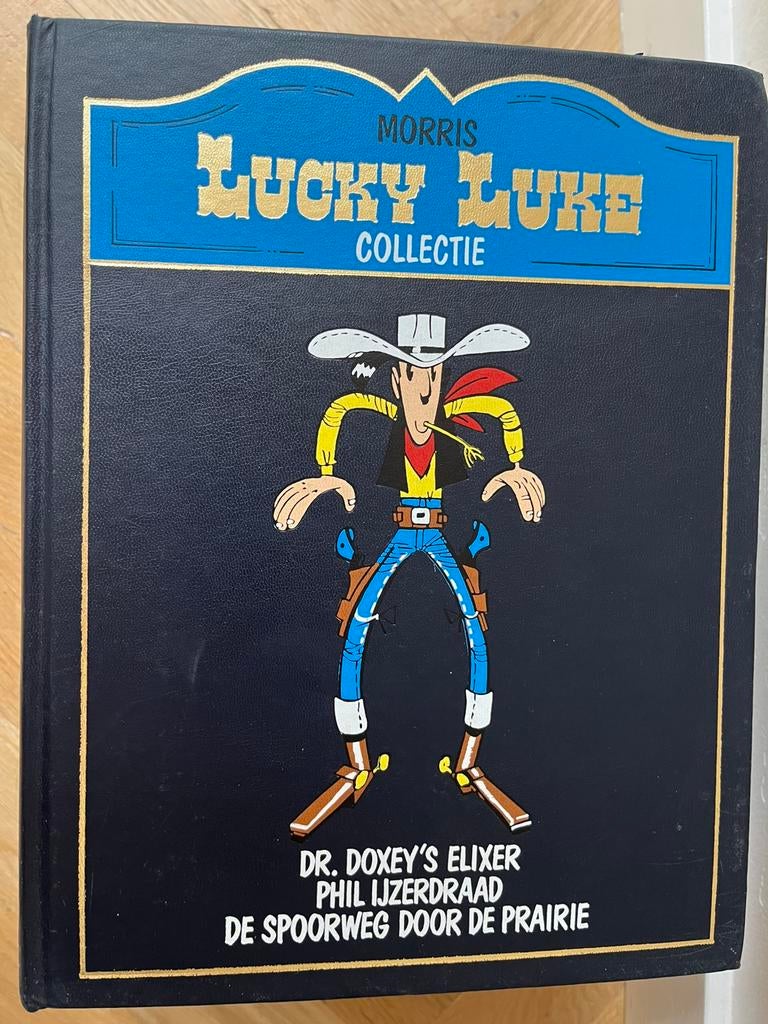 MORRIS
LUCKY LUKE
COLLECTIE
DR. DOXEY'S ELIXER
PHIL IJZERDRAAD
DE SPOORWEG DOOR DE PRAIRIE